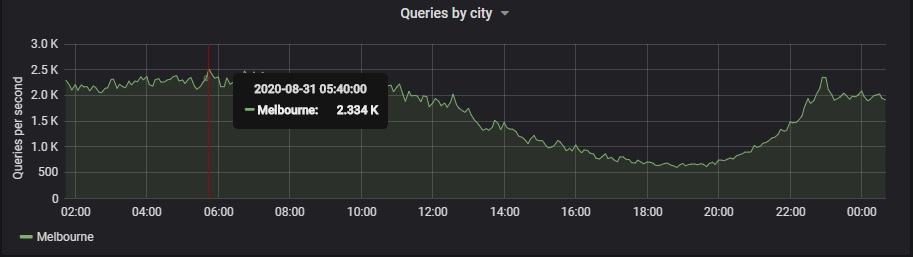 Queries by city
3.0 K
2.5 K
2.0 K
1.5 K
1.0 K
500
0
Queries per second
2020-08-31 05:40:00
Melbourne: 2.334 K
02:00 04:00 06:00 08:00 10:00 12:00 14:00 16:00 18:00 20:00 22:00 00:00
Melbourne